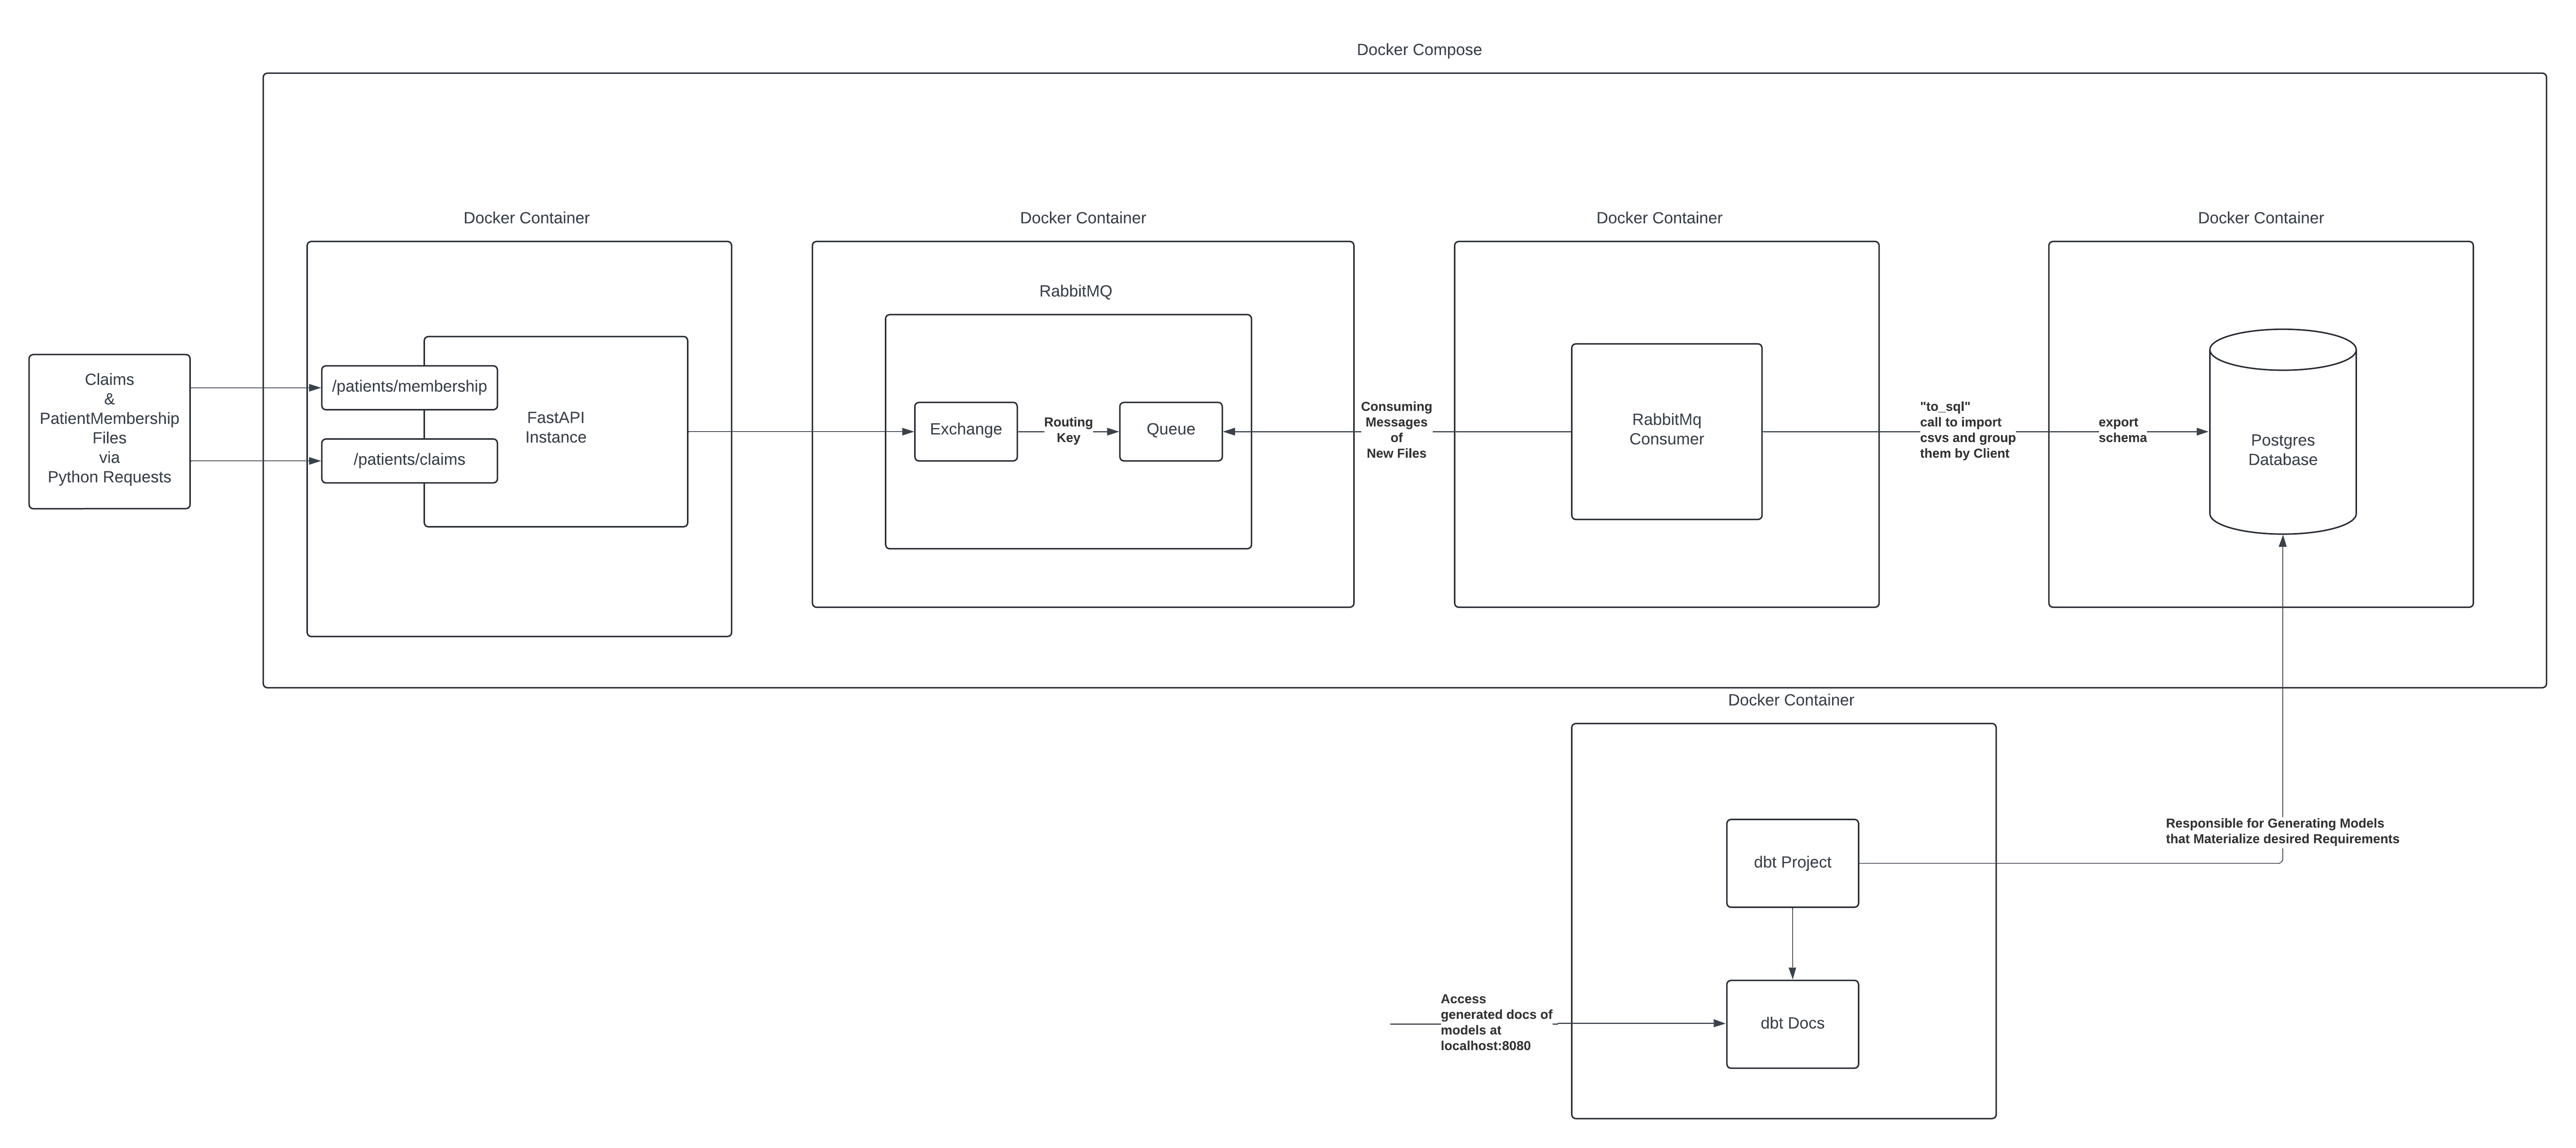 Docker Compose
Docker Container
Docker Container
Docker Container
Docker Container
RabbitMQ
Claims
&
PatientMembership
Files
via
Python Requests
/patients/membership
/patients/claims
FastAPI
Instance
Exchange
Routing
Key
Queue
Consuming
Messages
of
New Files
RabbitMq
Consumer
"to_sql"
call to import
csvs and group
them by Client
export
schema
Postgres
Database
Docker Container
Responsible for Generating Models
that Materialize desired Requirements
dbt Project
Access
generated docs of
models at
localhost:8080
dbt Docs